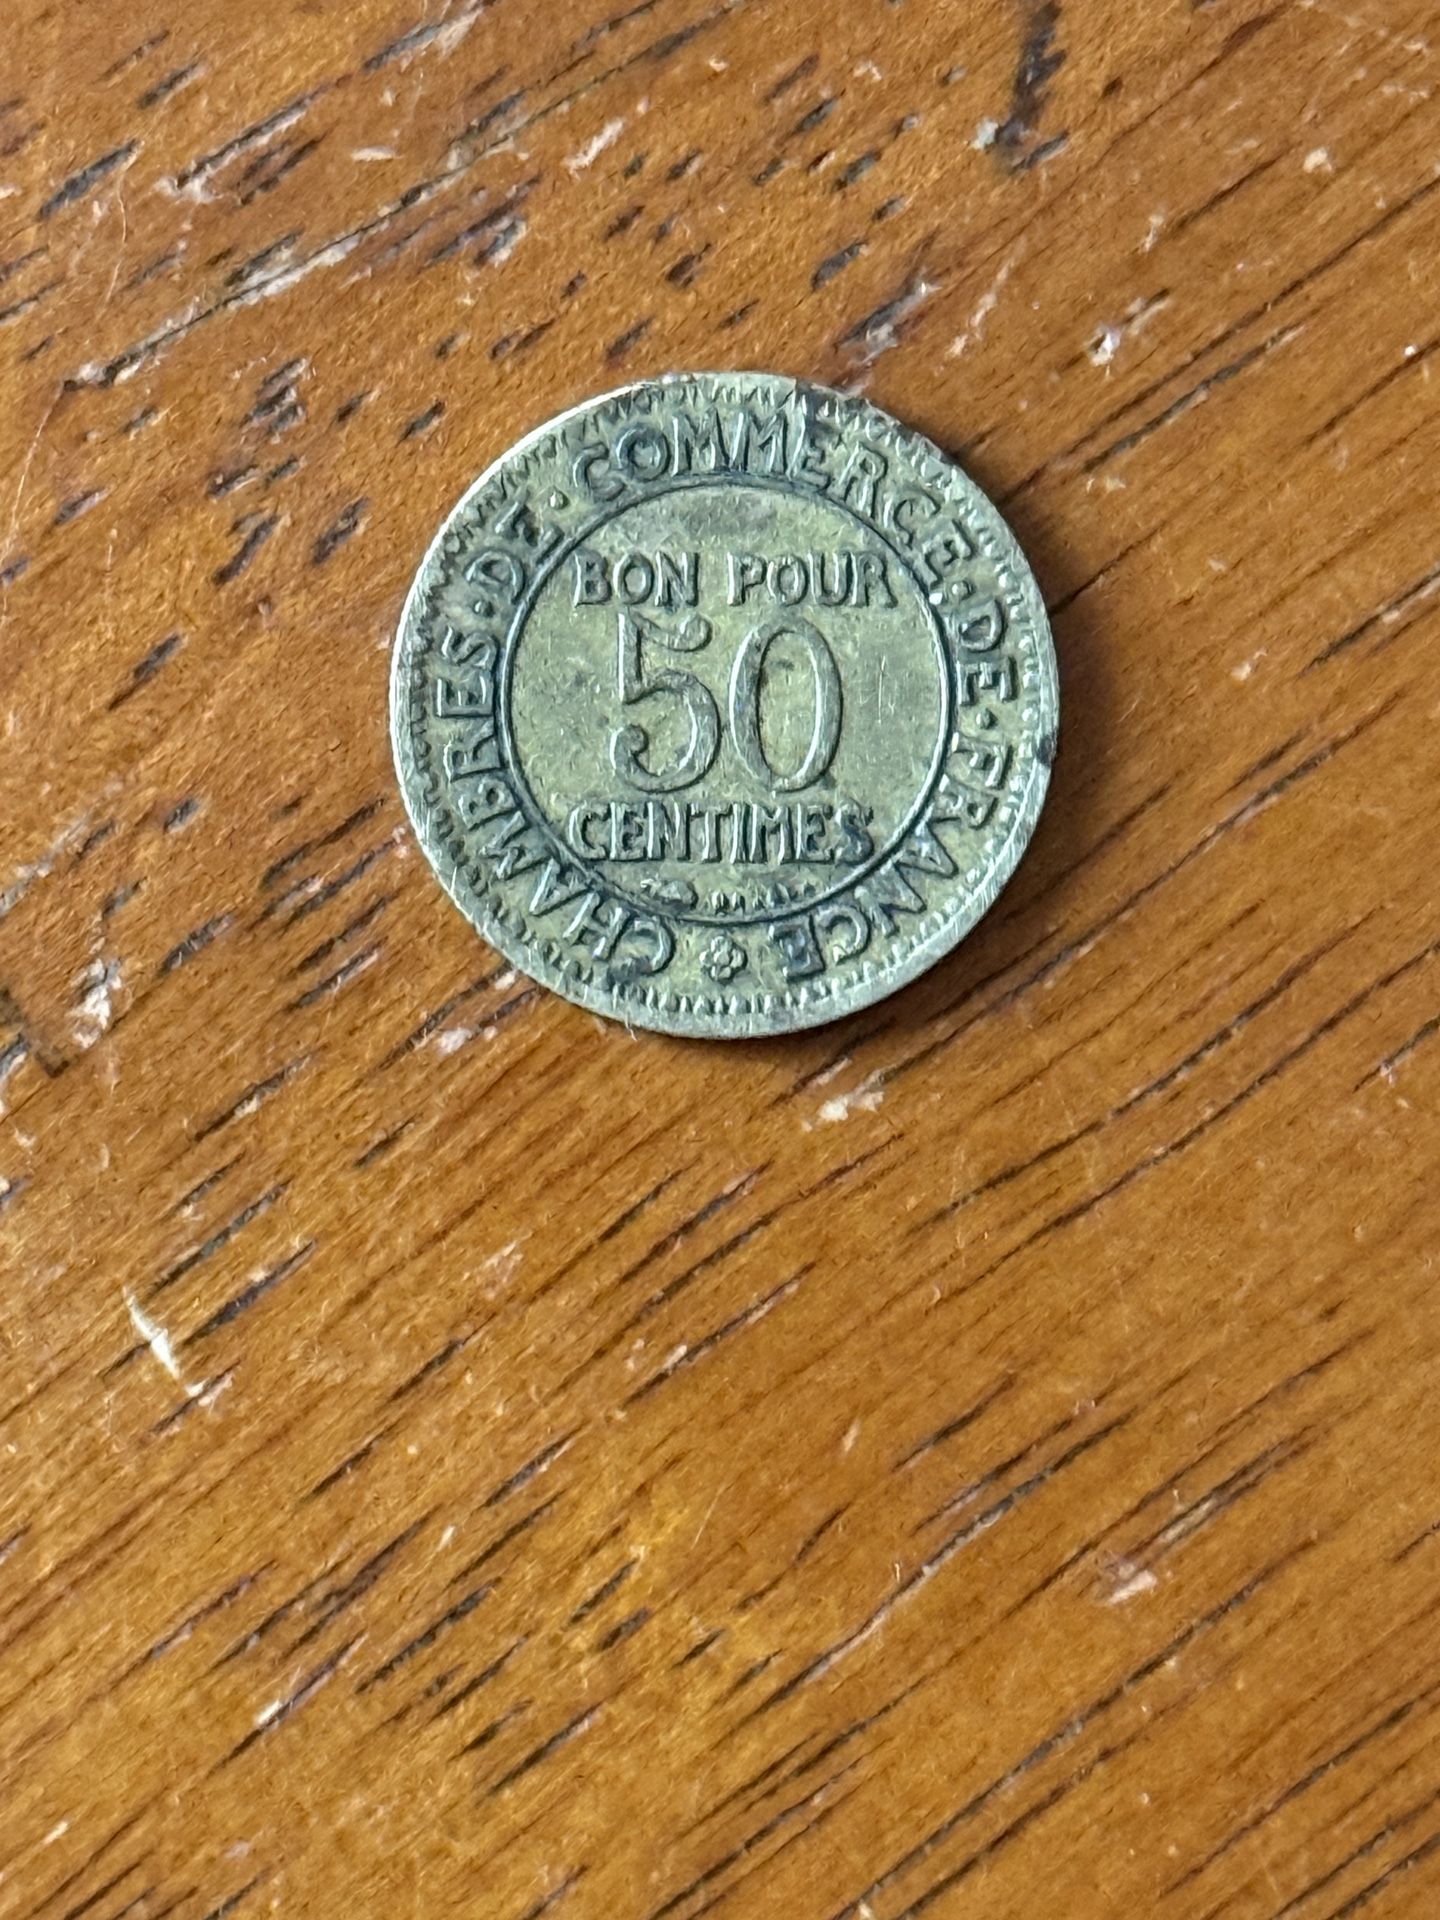 CHAMBRES·DE·COMMERCE·DE·FRANCE
BON POUR
50
CENTIMES